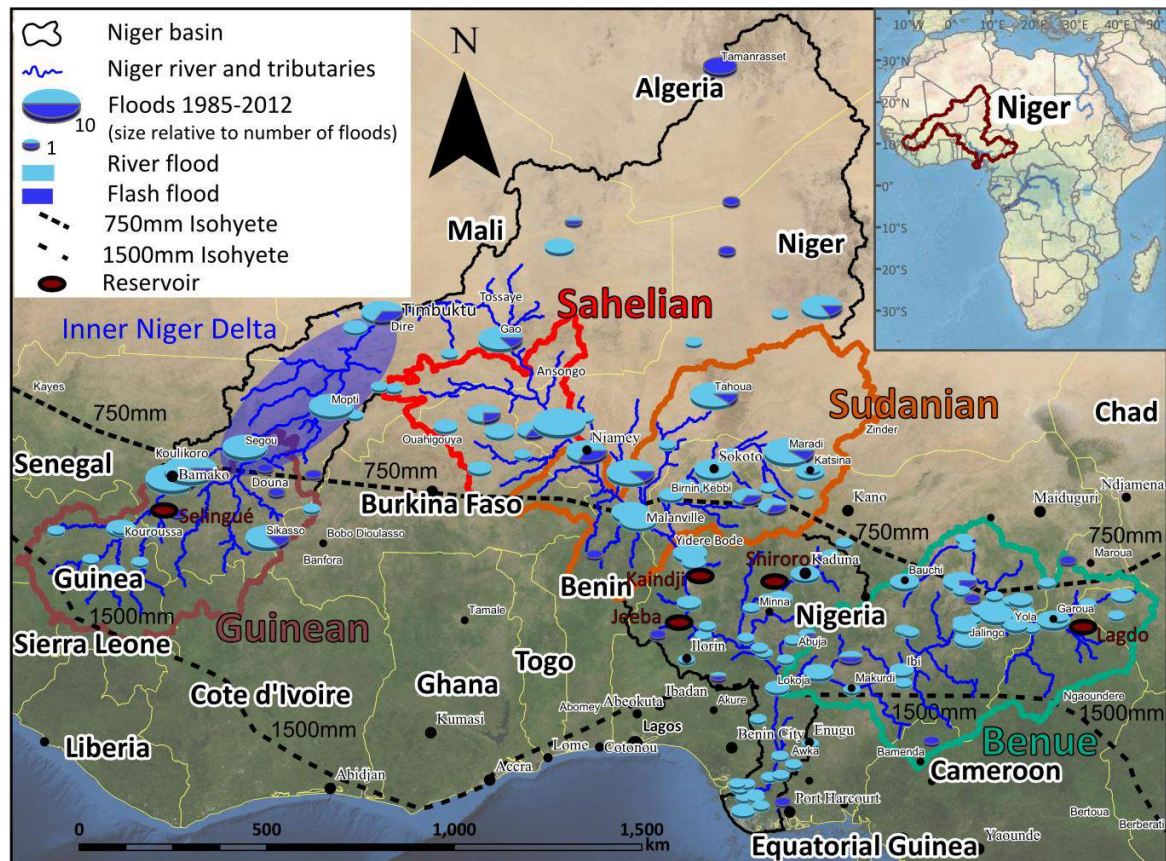 Niger basin
Niger river and tributaries
Floods 1985-2012
10
(size relative to number of floods)
1
River flood
Flash flood
750mm Isohyete
1500mm Isohyete
Reservoir
N
-10°W 0° 10°E 20°E 30°E 40°E 50°E
30°N
20°N
10°N
0°
-10°S
-20°S
-30°S
Niger
Tamanrasset
Algeria
Mali
Niger
Inner Niger Delta
Timbuktu
Dire
Tossaye
Gao
Sahelian
Ansongo
Kayes
750mm
Mopti
Tahoua
Sudanian
Zinder
Chad
Ouahigouya
Niamey
Segou
Koulikoro
Senegal
Bamako
Douna
750mm
Burkina Faso
Sokoto
Maradi
Katsina
Birnin Kebbi
Kano
Ndjamena
Maiduguri
Selingué
Malanville
750mm
750mm
Kouroussa
Sikasso
Bobo Dioulasso
Banfora
Yidere Bode
Maroua
Guinea
Benin
Kaindji
Shiroro
Kaduna
Bauchi
1500mm
Guinean
Tamale
Jeeba
Minna
Nigeria
Yola
Garoua
Jalingo
Lagdo
Sierra Leone
Togo
Ilorin
Abuja
Ibi
Cote d'Ivoire
Ghana
Lokoja
Makurdi
Ngaoundere
Ibadan
Abomey
Abeokuta
Akure
1500mm
1500mm
1500mm
Kumasi
Lagos
Lome
Cotonou
Benin City
Enugu
Awka
Bamenda
Benue
Liberia
Cameroon
Abidjan
Accra
Port Harcourt
Bertoua
Berberati
0 500 1,000 1,500
km
Equatorial Guinea
Yaounde